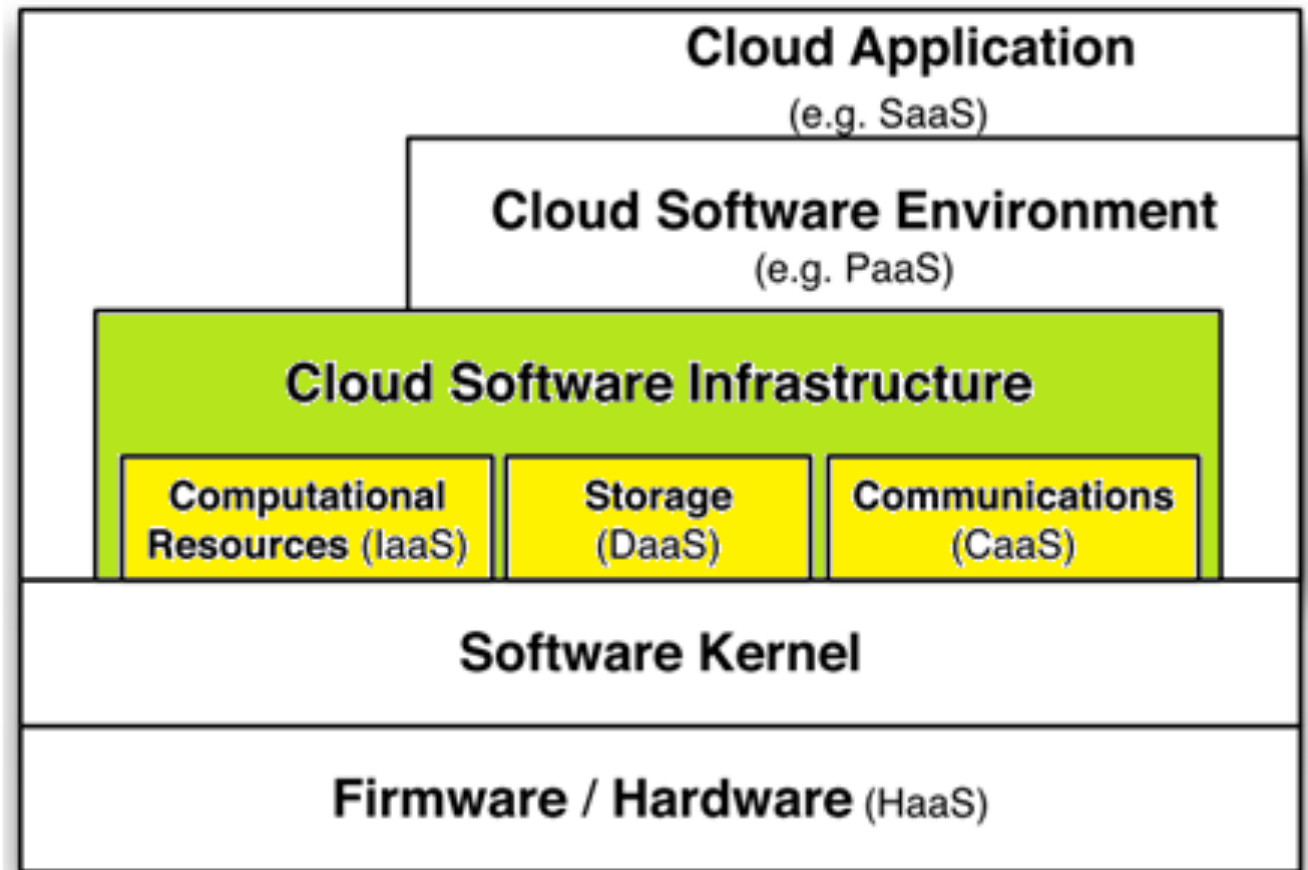 Cloud Application
(e.g. SaaS)
Cloud Software Environment
(e.g. PaaS)
Cloud Software Infrastructure
Computational
Resources (IaaS)
Storage
(DaaS)
Communications
(CaaS)
Software Kernel
Firmware / Hardware (HaaS)